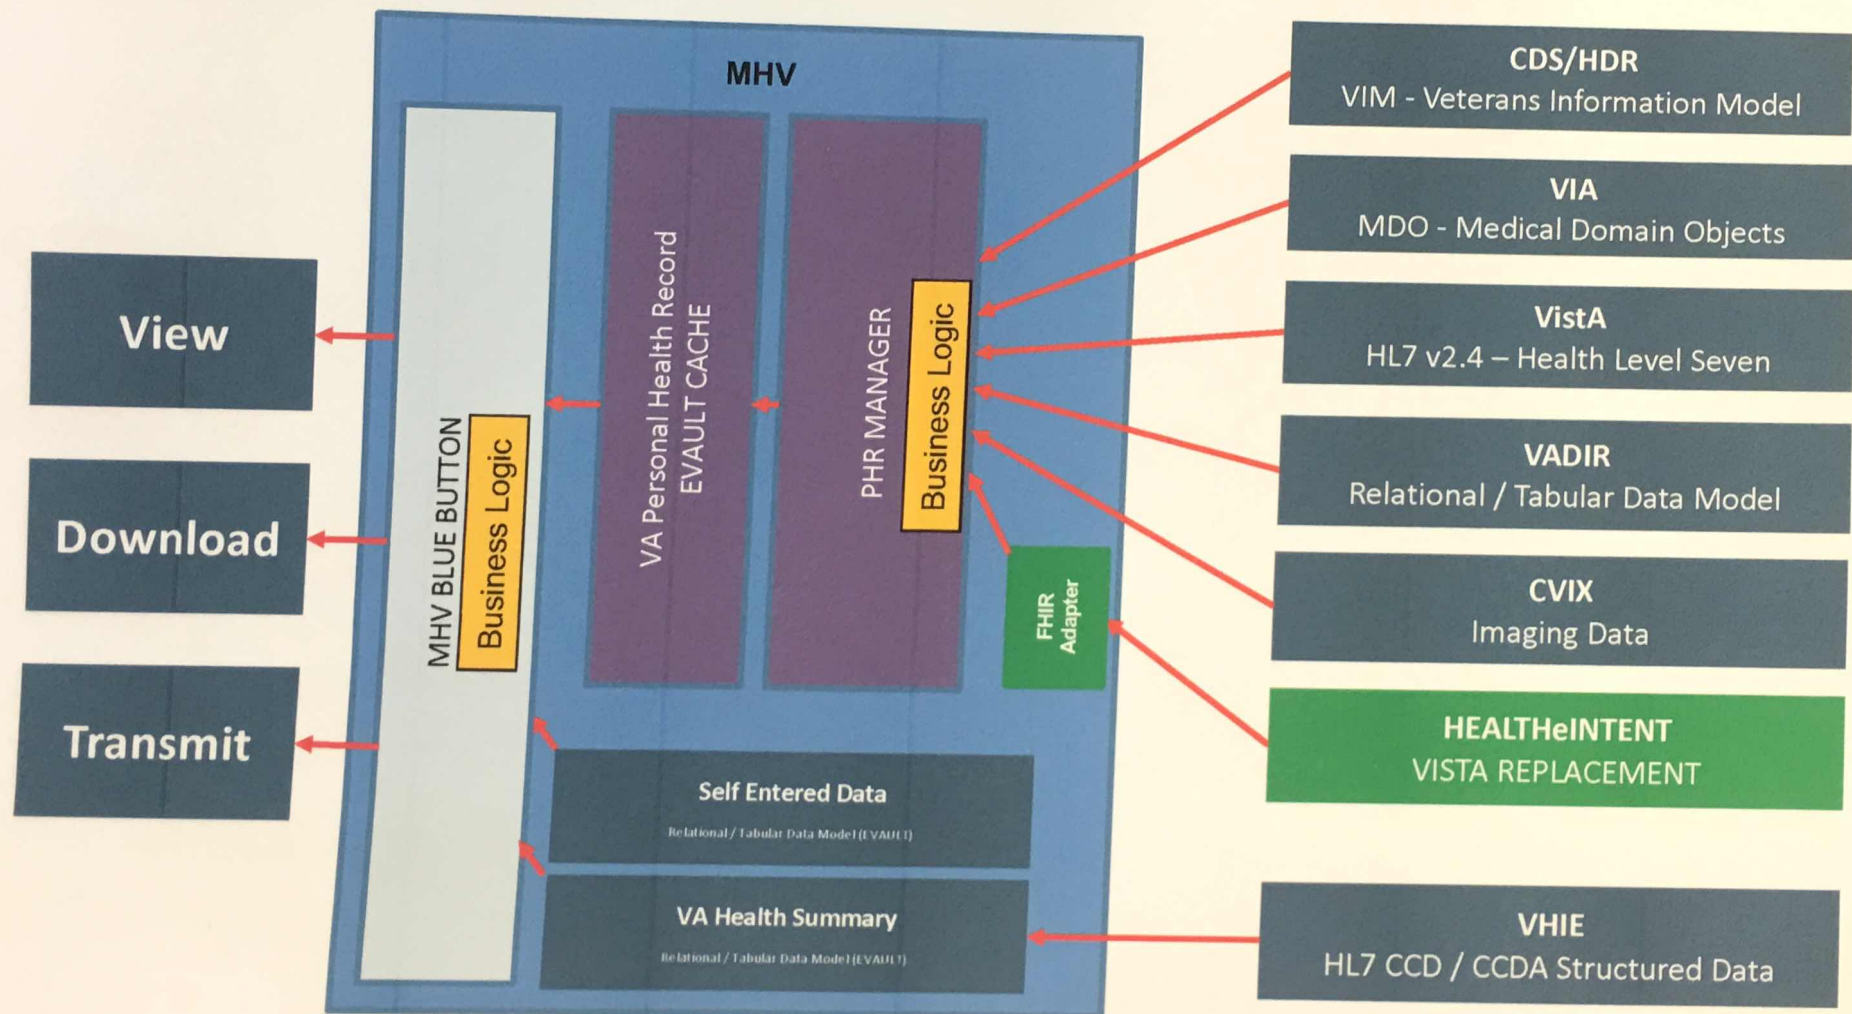 MHV
View
Download
Transmit
MHV BLUE BUTTON
Business Logic
VA Personal Health Record
EVAULT CACHE
PHR MANAGER
Business Logic
FHIR
Adapter
Self Entered Data
Relational / Tabular Data Model (EVAULT)
VA Health Summary
Relational / Tabular Data Model (EVAULT)
CDS/HDR
VIM - Veterans Information Model
VIA
MDO - Medical Domain Objects
VistA
HL7 v2.4 – Health Level Seven
VADIR
Relational / Tabular Data Model
CVIX
Imaging Data
HEALTHeINTENT
VISTA REPLACEMENT
VHIE
HL7 CCD / CCDA Structured Data